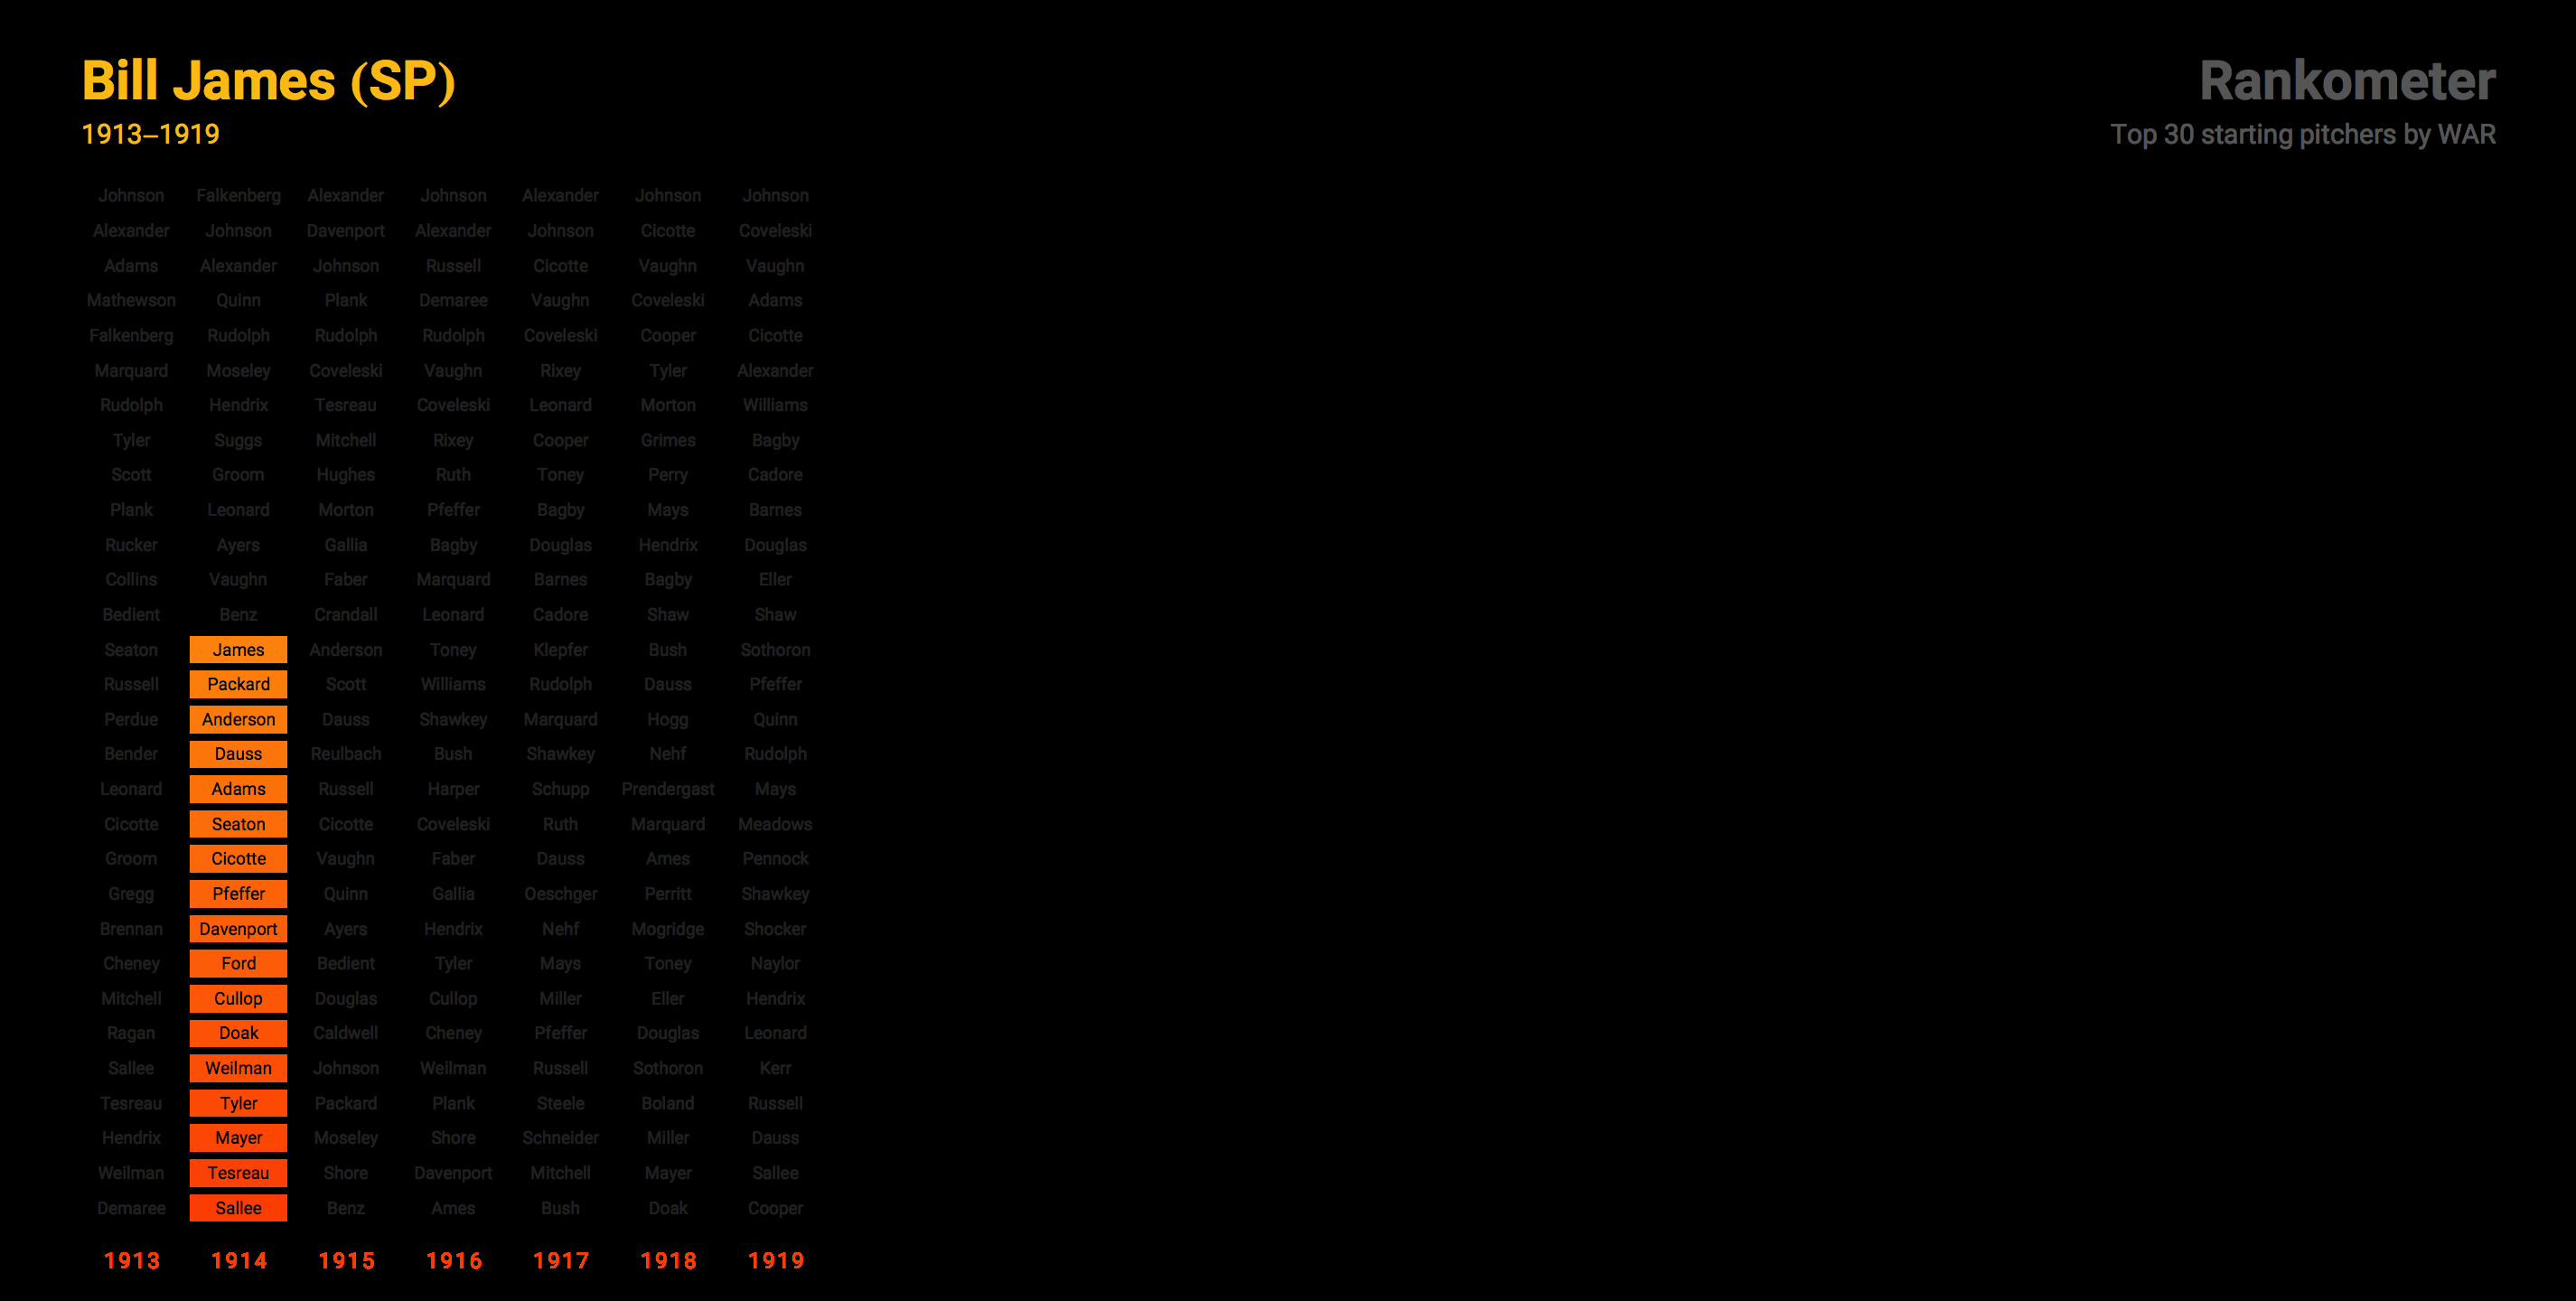 Bill James (SP)
1913–1919
Rankometer
Top 30 starting pitchers by WAR
Johnson Falkenberg Alexander Johnson Alexander Johnson Johnson
Alexander Johnson Davenport Alexander Johnson Cicotte Coveleski
Adams Alexander Johnson Russell Cicotte Vaughn Vaughn
Mathewson Quinn Plank Demaree Vaughn Coveleski Adams
Falkenberg Rudolph Rudolph Rudolph Coveleski Cooper Cicotte
Marquard Moseley Coveleski Vaughn Rixey Tyler Alexander
Rudolph Hendrix Tesreau Coveleski Leonard Morton Williams
Tyler Suggs Mitchell Rixey Cooper Grimes Bagby
Scott Groom Hughes Ruth Toney Perry Cadore
Plank Leonard Morton Pfeffer Bagby Mays Barnes
Rucker Ayers Gallia Bagby Douglas Hendrix Douglas
Collins Vaughn Faber Marquard Barnes Bagby Eller
Bedient Benz Crandall Leonard Cadore Shaw Shaw
Seaton James Anderson Toney Klepfer Bush Sothoron
Russell Packard Scott Williams Rudolph Dauss Pfeffer
Perdue Anderson Dauss Shawkey Marquard Hogg Quinn
Bender Dauss Reulbach Bush Shawkey Nehf Rudolph
Leonard Adams Russell Harper Schupp Prendergast Mays
Cicotte Seaton Cicotte Coveleski Ruth Marquard Meadows
Groom Cicotte Vaughn Faber Dauss Ames Pennock
Gregg Pfeffer Quinn Gallia Oeschger Perritt Shawkey
Brennan Davenport Ayers Hendrix Nehf Mogridge Shocker
Cheney Ford Bedient Tyler Mays Toney Naylor
Mitchell Cullop Douglas Cullop Miller Eller Hendrix
Ragan Doak Caldwell Cheney Pfeffer Douglas Leonard
Sallee Weilman Johnson Weilman Russell Sothoron Kerr
Tesreau Tyler Packard Plank Steele Boland Russell
Hendrix Mayer Moseley Shore Schneider Miller Dauss
Weilman Tesreau Shore Davenport Mitchell Mayer Sallee
Demaree Sallee Benz Ames Bush Doak Cooper
1913 1914 1915 1916 1917 1918 1919